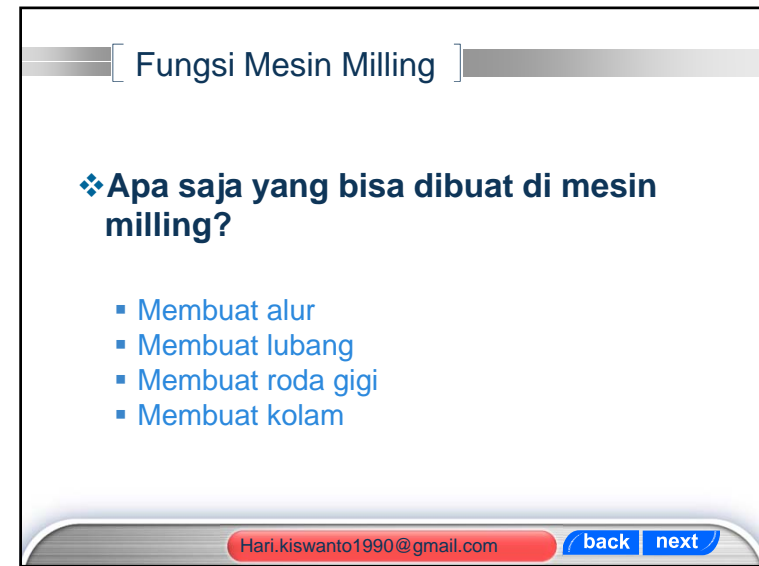 Fungsi Mesin Milling
❖Apa saja yang bisa dibuat di mesin
milling?
▪ Membuat alur
▪ Membuat lubang
▪ Membuat roda gigi
▪ Membuat kolam
Hari.kiswanto1990@gmail.com
back next